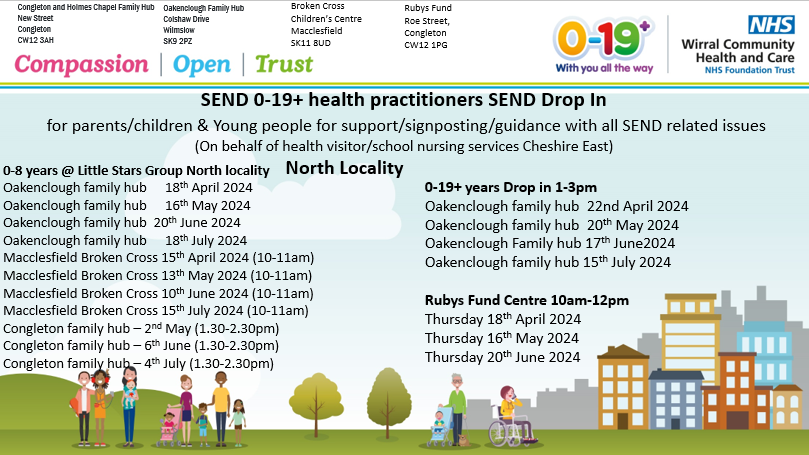 Congleton and Holmes Chapel Family Hub
New Street
Congleton
CW12 3AH
Oakenclough Family Hub
Colshaw Drive
Wilmslow
SK9 2PZ
Broken Cross
Children's Centre
Macclesfield
SK11 8UD
Rubys Fund
Roe Street,
Congleton
CW12 1PG
0-19+
With you all the way
NHS
Wirral Community
Health and Care
NHS Foundation Trust
Compassion | Open | Trust
SEND 0-19+ health practitioners SEND Drop In
for parents/children & Young people for support/signposting/guidance with all SEND related issues
(On behalf of health visitor/school nursing services Cheshire East)
North Locality
0-8 years @ Little Stars Group North locality
Oakenclough family hub 18th April 2024
Oakenclough family hub 16th May 2024
Oakenclough family hub 20th June 2024
Oakenclough family hub 18th July 2024
Macclesfield Broken Cross 15th April 2024 (10-11am)
Macclesfield Broken Cross 13th May 2024 (10-11am)
Macclesfield Broken Cross 10th June 2024 (10-11am)
Macclesfield Broken Cross 15th July 2024 (10-11am)
Congleton family hub – 2nd May (1.30-2.30pm)
Congleton family hub – 6th June (1.30-2.30pm)
Congleton family hub – 4th July (1.30-2.30pm)
0-19+ years Drop in 1-3pm
Oakenclough family hub 22nd April 2024
Oakenclough family hub 20th May 2024
Oakenclough Family hub 17th June2024
Oakenclough family hub 15th July 2024
Rubys Fund Centre 10am-12pm
Thursday 18th April 2024
Thursday 16th May 2024
Thursday 20th June 2024